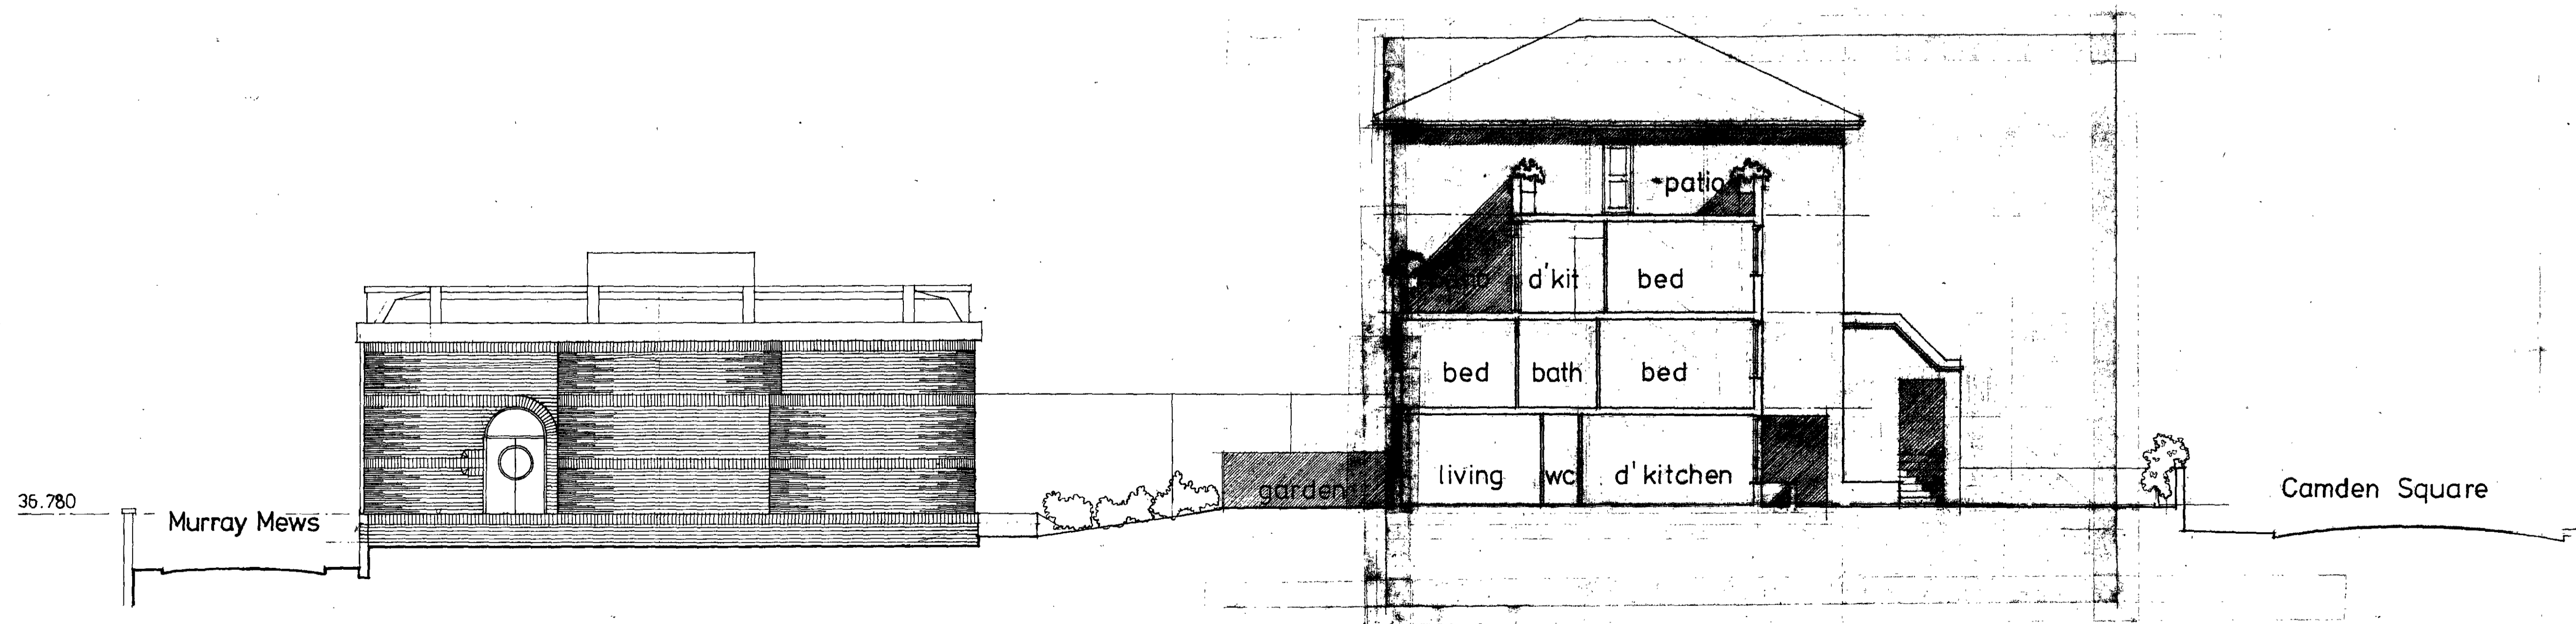 patio
d'kit bed
bed bath bed
living wc d'kitchen
garden
36.780
Murray Mews
Camden Square